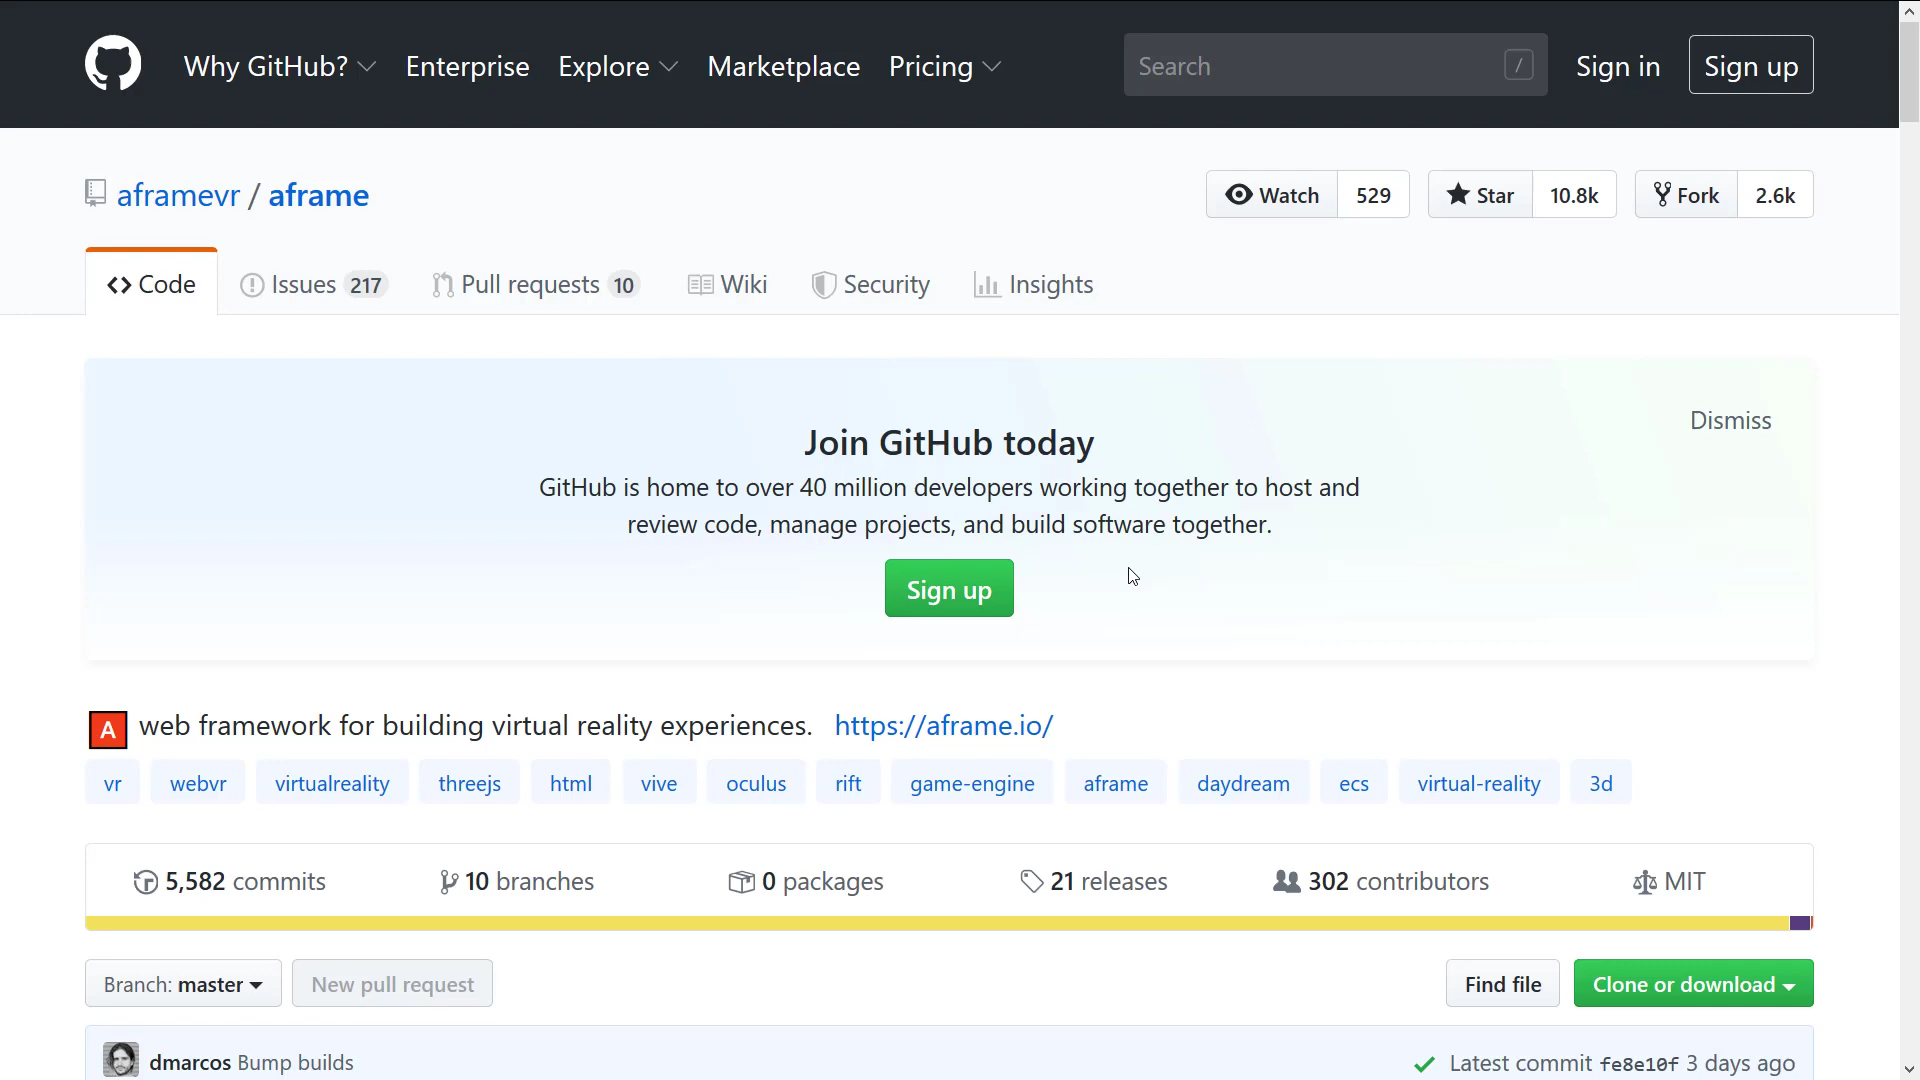 Why GitHub? Enterprise Explore Marketplace Pricing Search / Sign in Sign up
aframevr / aframe Watch 529 Star 10.8k Fork 2.6k
Code Issues 217 Pull requests 10 Wiki Security Insights
Dismiss
Join GitHub today
GitHub is home to over 40 million developers working together to host and
review code, manage projects, and build software together.
Sign up
A web framework for building virtual reality experiences. https://aframe.io/
vr webvr virtualreality threejs html vive oculus rift game-engine aframe daydream ecs virtual-reality 3d
5,582 commits 10 branches 0 packages 21 releases 302 contributors MIT
Branch: master New pull request Find file Clone or download
dmarcos Bump builds Latest commit fe8e10f 3 days ago